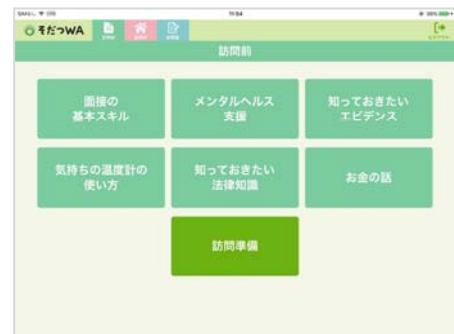 そだつWA
訪問前
面接の
基本スキル
メンタルヘルス
支援
知っておきたい
エビデンス
気持ちの温度計の
使い方
知っておきたい
法律知識
お金の話
訪問準備